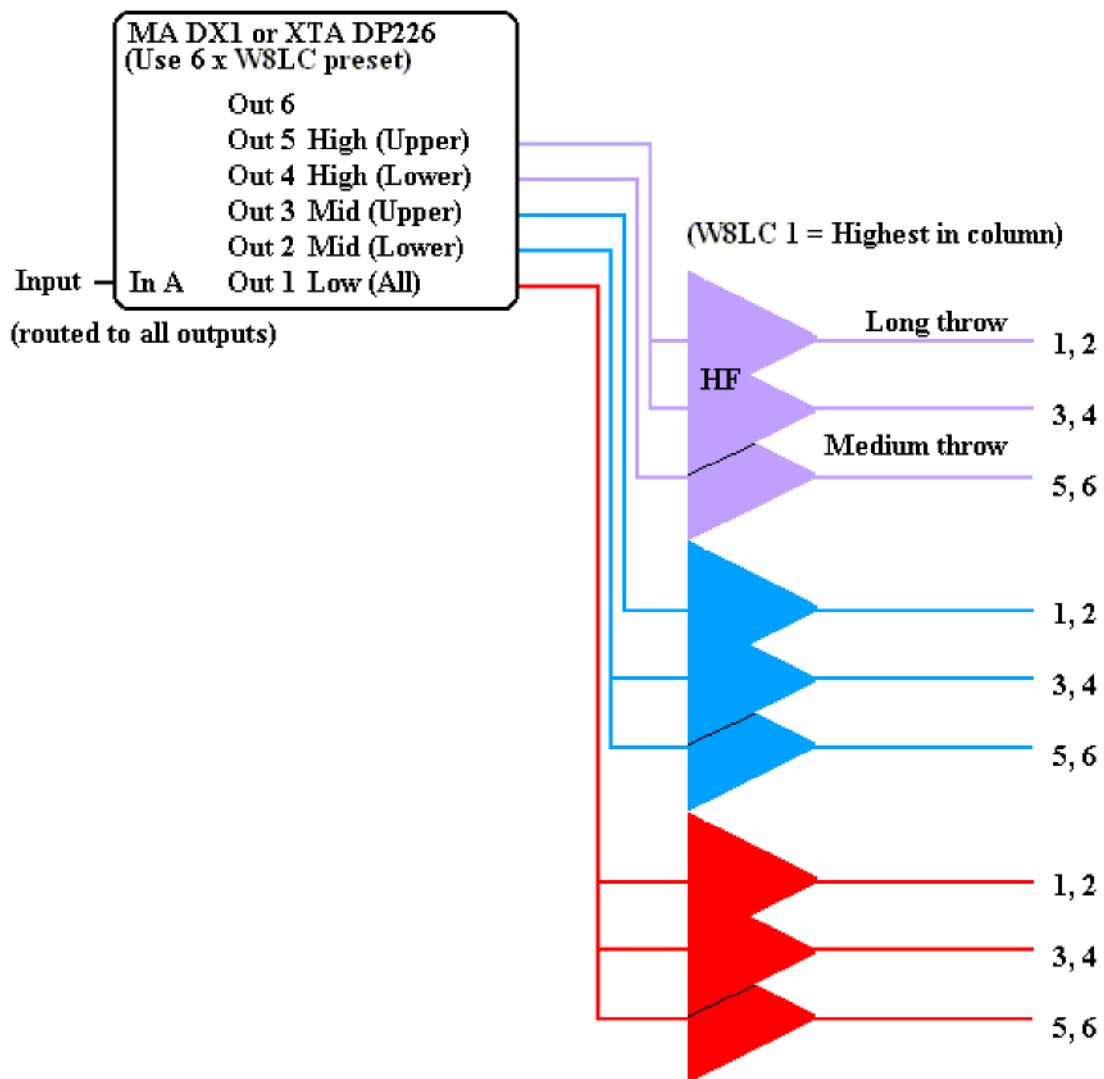 MA DX1 or XTA DP226
(Use 6 x W8LC preset)
Out 6
Out 5 High (Upper)
Out 4 High (Lower)
Out 3 Mid (Upper)
Out 2 Mid (Lower)
Input
In A
Out 1 Low (All)
(routed to all outputs)
(W8LC 1 = Highest in column)
Long throw
1, 2
HF
3, 4
Medium throw
5, 6
1, 2
3, 4
5, 6
1, 2
3, 4
5, 6